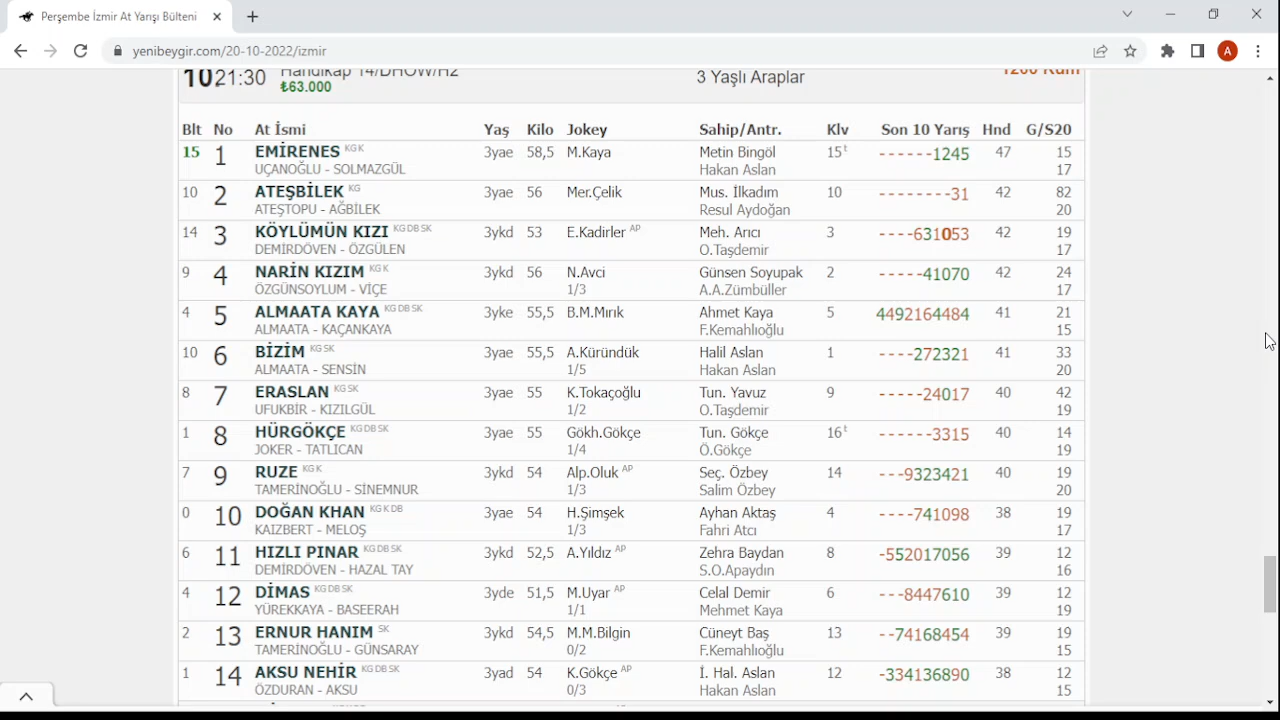 Perşembe İzmir At Yarışı Bülteni
yenibeygir.com/20-10-2022/izmir
A
10. 21:30 Handikap 14/DHÖW/H2 3 Yaşlı Araplar 1200 Kum
₺63.000
Blt No At İsmi Yaş Kilo Jokey Sahip/Antr. Klv Son 10 Yarış Hnd G/S20
15 1 EMİRENES KG K 3yae 58,5 M.Kaya Metin Bingöl 15t ------1245 47 15
UÇANOĞLU - SOLMAZGÜL Hakan Aslan 17
10 2 ATEŞBİLEK KG 3yae 56 Mer.Çelik Mus. İlkadım 10 --------31 42 82
ATEŞTOPU - AĞBİLEK Resul Aydoğan 20
14 3 KÖYLÜMÜN KIZI KG DB SK 3ykd 53 E.Kadirler AP Meh. Arıcı 3 ----631053 42 19
DEMİRDÖVEN - ÖZGÜLEN O.Taşdemir 17
9 4 NARİN KIZIM KG K 3ykd 56 N.Avci Günsen Soyupak 2 -----41070 42 24
ÖZGÜNSOYLUM - VİÇE 1/3 A.A.Zümbüller 17
4 5 ALMAATA KAYA KG DB SK 3yke 55,5 B.M.Mırık Ahmet Kaya 5 4492164484 41 21
ALMAATA - KAÇANKAYA F.Kemahlıoğlu 15
10 6 BİZİM KG SK 3yae 55,5 A.Küründük Halil Aslan 1 ----272321 41 33
ALMAATA - SENSİN 1/5 Hakan Aslan 20
8 7 ERASLAN KG SK 3yae 55 K.Tokaçoğlu Tun. Yavuz 9 -----24017 40 42
UFUKBİR - KIZILGÜL 1/2 O.Taşdemir 19
1 8 HÜRGÖKÇE KG DB SK 3yae 55 Gökh.Gökçe Tun. Gökçe 16t ------3315 40 14
JOKER - TATLICAN 1/4 Ö.Gökçe 19
7 9 RUZE KG K 3ykd 54 Alp.Oluk AP Seç. Özbey 14 ---9323421 40 19
TAMERİNOĞLU - SİNEMNUR 1/3 Salim Özbey 20
0 10 DOĞAN KHAN KG K DB 3yae 54 H.Şimşek Ayhan Aktaş 4 ----741098 38 19
KAIZBERT - MELOŞ 1/3 Fahri Atcı 17
6 11 HIZLI PINAR KG DB SK 3ykd 52,5 A.Yıldız AP Zehra Baydan 8 -552017056 39 12
DEMİRDÖVEN - HAZAL TAY S.O.Apaydın 16
4 12 DİMAS KG DB SK 3yde 51,5 M.Uyar AP Celal Demir 6 ---8447610 39 12
YÜREKKAYA - BASEERAH 1/1 Mehmet Kaya 19
2 13 ERNUR HANIM SK 3ykd 54,5 M.M.Bilgin Cüneyt Baş 13 --74168454 39 19
TAMERİNOĞLU - GÜNSARAY 0/2 F.Kemahlıoğlu 15
1 14 AKSU NEHİR KG DB SK 3yad 54 K.Gökçe AP İ. Hal. Aslan 12 -334136890 38 12
ÖZDURAN - AKSU 0/3 Hakan Aslan 15